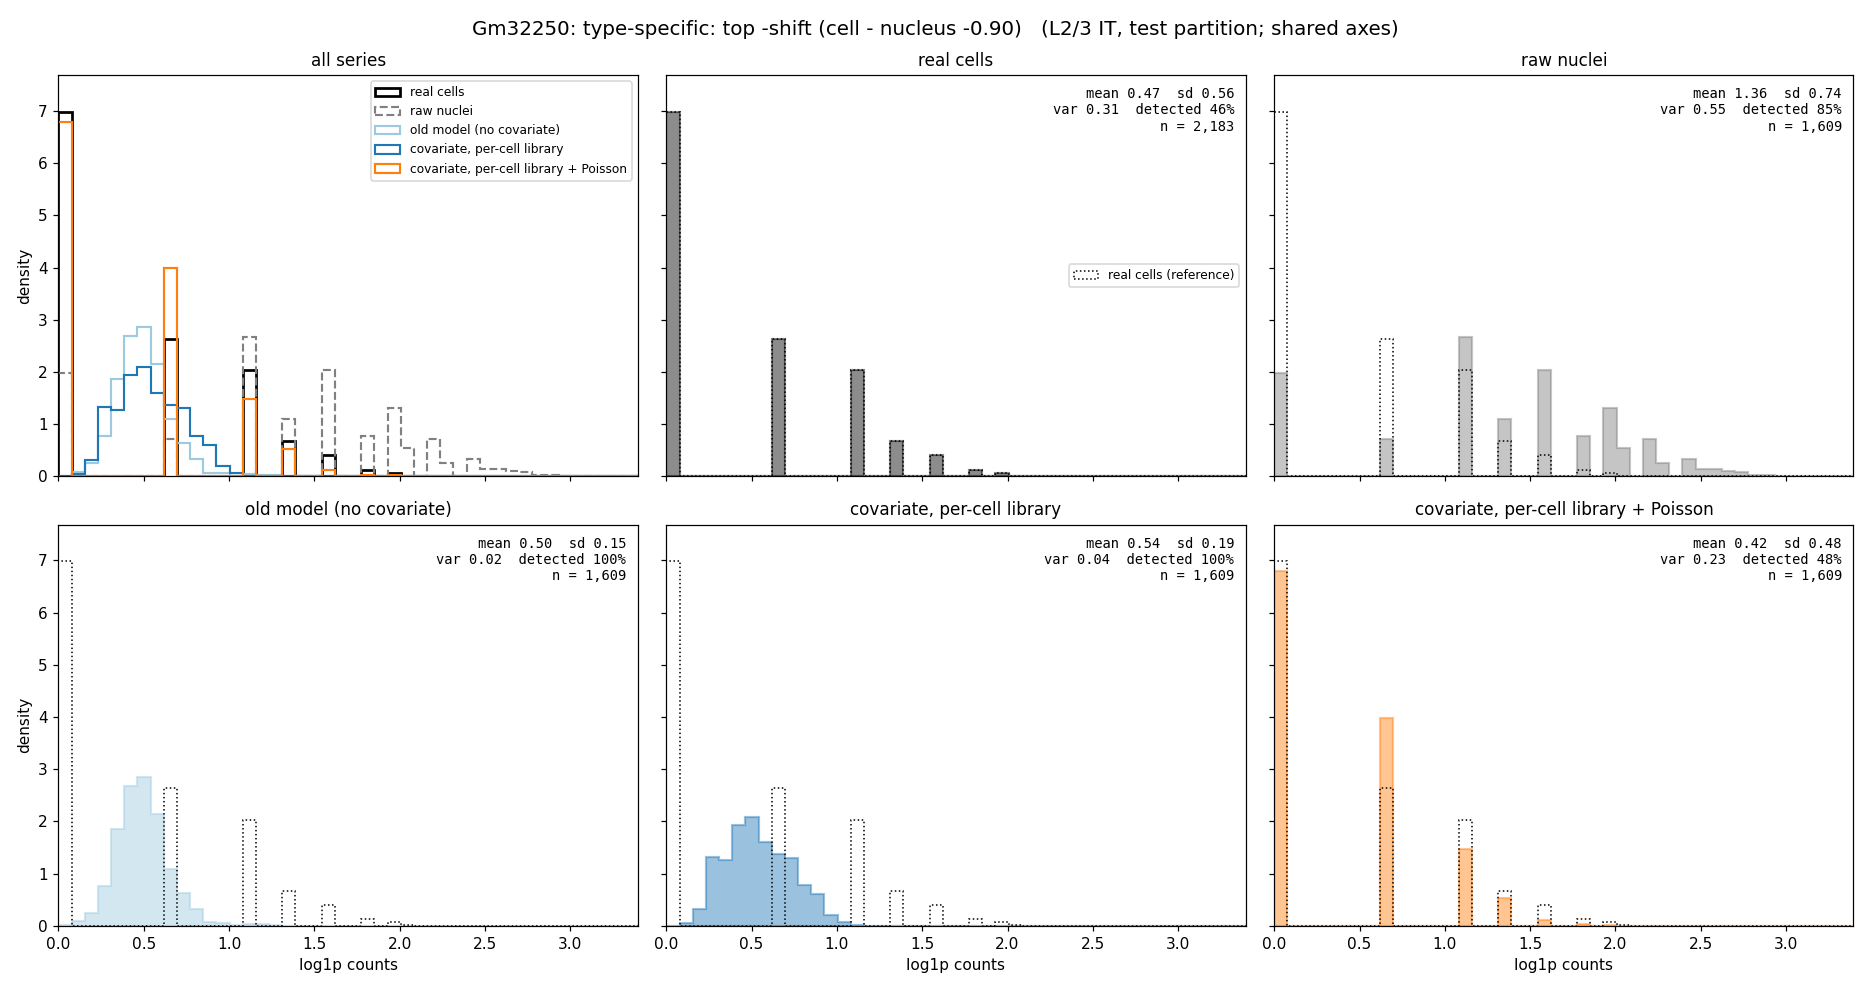 Gm32250: type-specific: top -shift (cell - nucleus -0.90)   (L2/3 IT, test partition; shared axes)
all series
real cells
raw nuclei
density
7
6
5
4
3
2
1
0
real cells
raw nuclei
old model (no covariate)
covariate, per-cell library
covariate, per-cell library + Poisson
mean 0.47  sd 0.56
var 0.31  detected 46%
n = 2,183
real cells (reference)
mean 1.36  sd 0.74
var 0.55  detected 85%
n = 1,609
old model (no covariate)
covariate, per-cell library
covariate, per-cell library + Poisson
density
7
6
5
4
3
2
1
0
mean 0.50  sd 0.15
var 0.02  detected 100%
n = 1,609
mean 0.54  sd 0.19
var 0.04  detected 100%
n = 1,609
mean 0.42  sd 0.48
var 0.23  detected 48%
n = 1,609
0.0 0.5 1.0 1.5 2.0 2.5 3.0
0.0 0.5 1.0 1.5 2.0 2.5 3.0
0.0 0.5 1.0 1.5 2.0 2.5 3.0
log1p counts
log1p counts
log1p counts